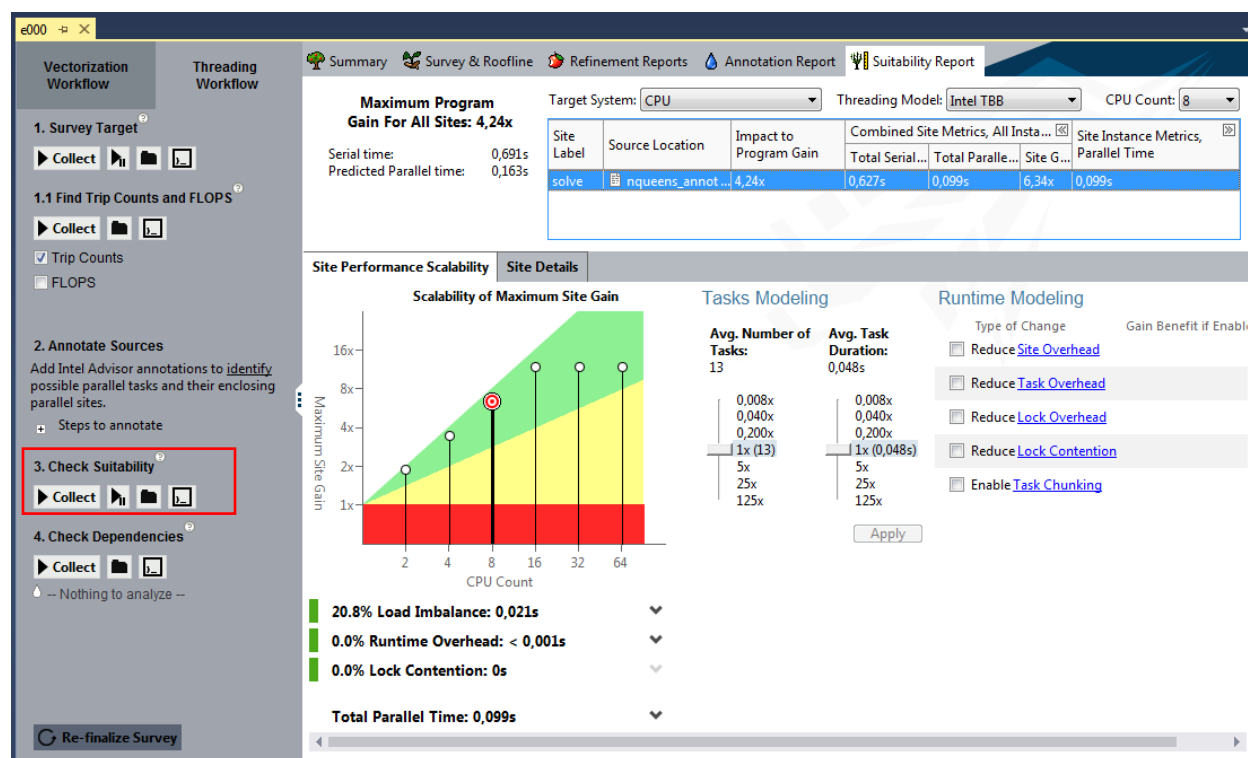 e000
Vectorization Workflow
Threading Workflow
1. Survey Target
Collect
1.1 Find Trip Counts and FLOPS
Collect
Trip Counts
FLOPS
2. Annotate Sources
Add Intel Advisor annotations to identify
possible parallel tasks and their enclosing
parallel sites.
Steps to annotate
3. Check Suitability
Collect
4. Check Dependencies
Collect
-- Nothing to analyze --
Re-finalize Survey
Summary Survey & Roofline Refinement Reports Annotation Report Suitability Report
Maximum Program
Gain For All Sites: 4,24x
Serial time: 0,691s
Predicted Parallel time: 0,163s
Target System: CPU Threading Model: Intel TBB CPU Count: 8
Site Label
Source Location
Impact to Program Gain
Combined Site Metrics, All Insta...
Total Serial... Total Paralle... Site G...
Site Instance Metrics,
Parallel Time
solve nqueens_annot... 4,24x 0,627s 0,099s 6,34x 0,099s
Site Performance Scalability Site Details
Scalability of Maximum Site Gain
Maximum Site Gain
16x
8x
4x
2x
1x
2 4 8 16 32 64
CPU Count
20.8% Load Imbalance: 0,021s
0.0% Runtime Overhead: < 0,001s
0.0% Lock Contention: 0s
Total Parallel Time: 0,099s
Tasks Modeling
Avg. Number of
Tasks:
13
0,008x
0,040x
0,200x
1x (13)
5x
25x
125x
Avg. Task
Duration:
0,048s
0,008x
0,040x
0,200x
1x (0,048s)
5x
25x
125x
Apply
Runtime Modeling
Type of Change Gain Benefit if Enabl
Reduce Site Overhead
Reduce Task Overhead
Reduce Lock Overhead
Reduce Lock Contention
Enable Task Chunking